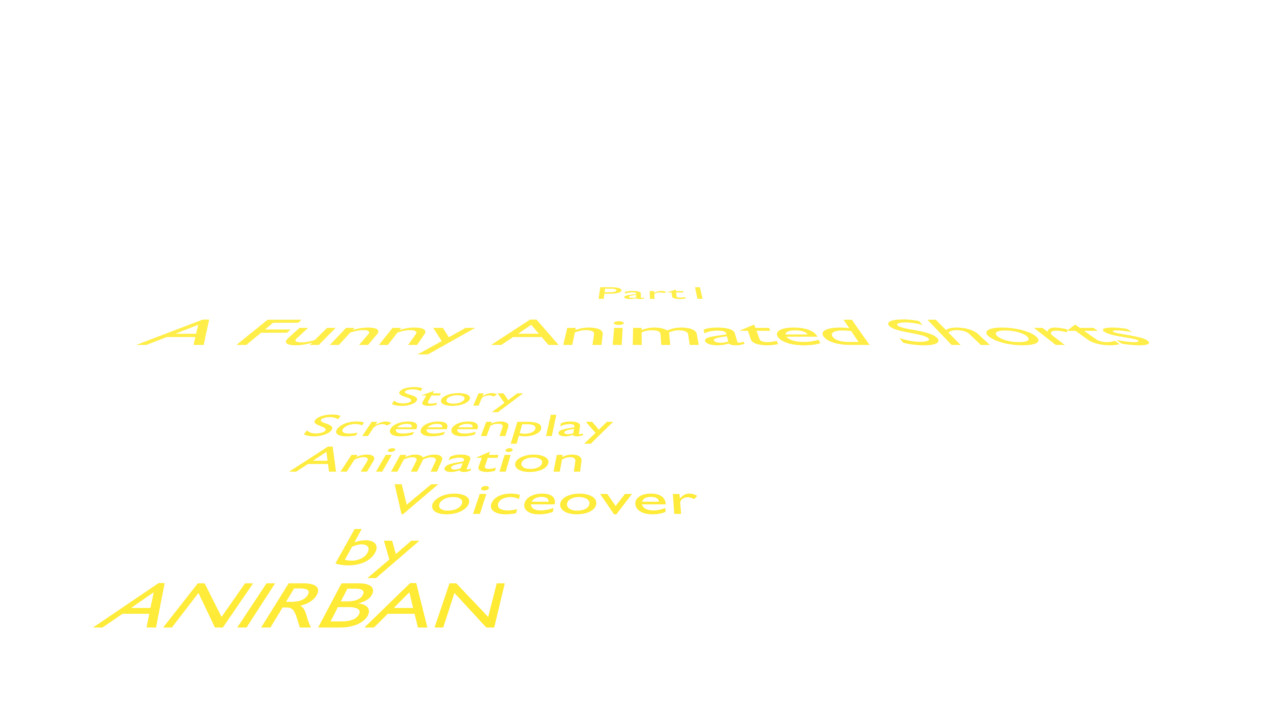 Part I
A Funny Animated Shorts
Story
Screeenplay
Animation
Voiceover
by
ANIRBAN